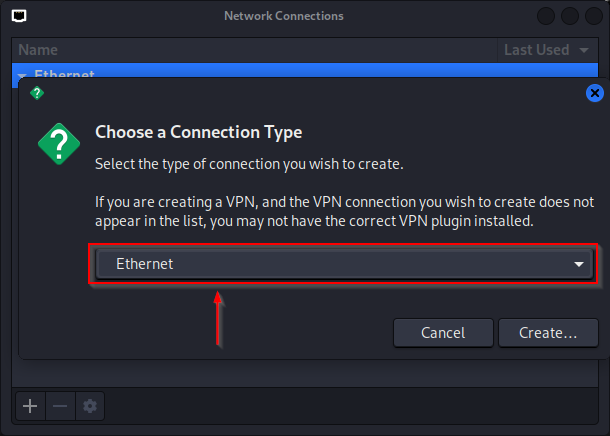 Network Connections
Name Last Used
Ethernet
Choose a Connection Type
Select the type of connection you wish to create.
If you are creating a VPN, and the VPN connection you wish to create does not
appear in the list, you may not have the correct VPN plugin installed.
Ethernet
Cancel Create...